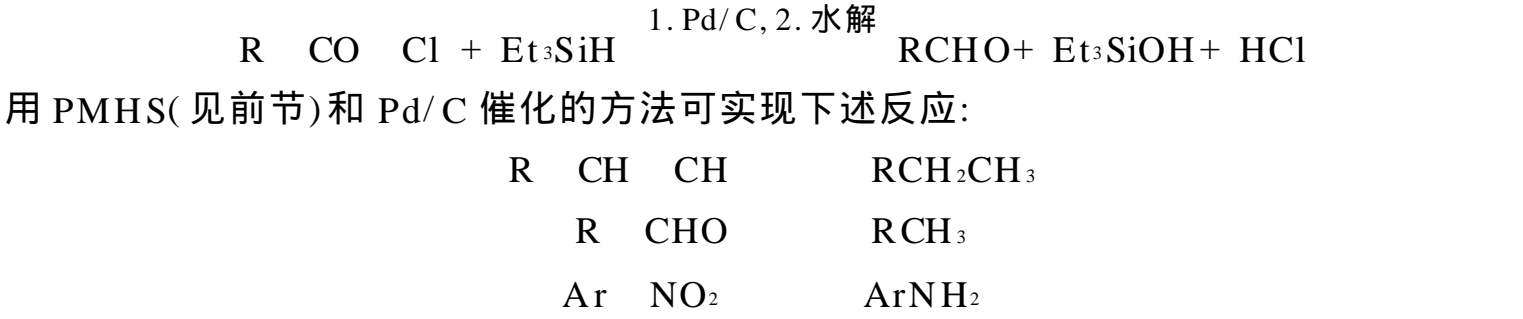 1. Pd/C, 2. 水解
R CO Cl + Et₃SiH RCHO + Et₃SiOH + HCl
用 PMHS(见前节)和 Pd/C 催化的方法可实现下述反应:
R CH CH RCH₂CH₃
R CHO RCH₃
Ar NO₂ ArNH₂